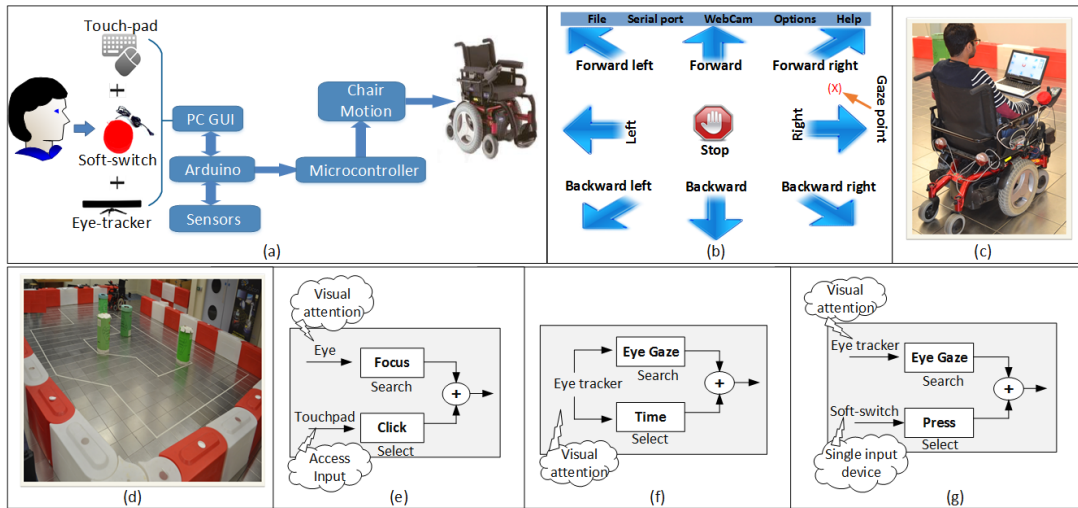 Touch-pad
+
Soft-switch
+
Eye-tracker
PC GUI
Arduino
Sensors
Microcontroller
Chair
Motion
(a)
File Serial port WebCam Options Help
Forward left Forward Forward right
Left
Stop
Right
(X)
Gaze point
Backward left Backward Backward right
(b)
(c)
(d)
Visual
attention
Eye
Focus
Search
+
Touchpad
Click
Select
Access
Input
(e)
Eye Gaze
Search
Eye tracker
+
Time
Select
Visual
attention
(f)
Visual
attention
Eye tracker
Eye Gaze
Search
+
Soft-switch
Press
Select
Single input
device
(g)